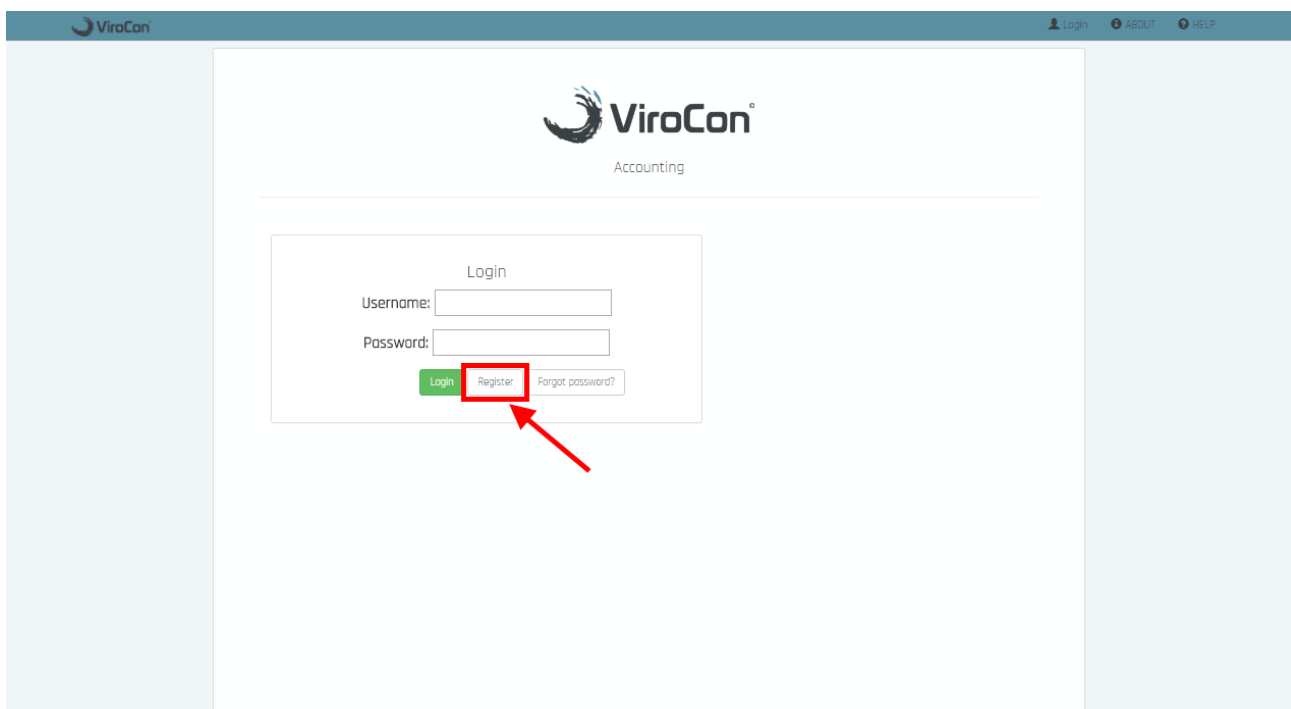 ViroCon
Login ABOUT HELP
ViroCon®
Accounting
Login
Username:
Password:
Login Register Forgot password?